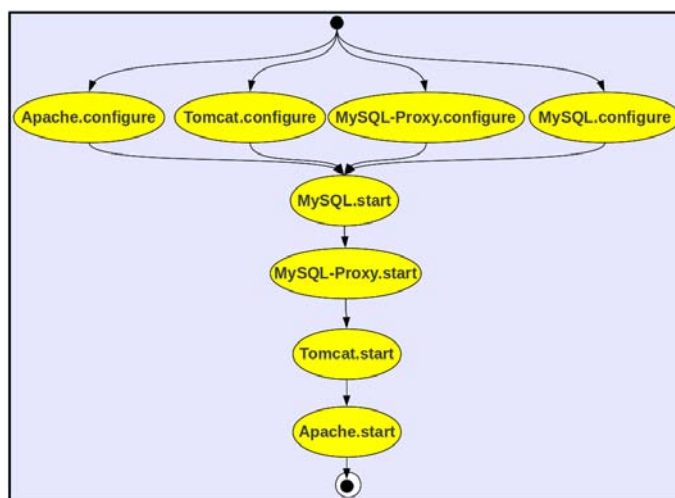 Apache.configure
Tomcat.configure
MySQL-Proxy.configure
MySQL.configure
MySQL.start
MySQL-Proxy.start
Tomcat.start
Apache.start